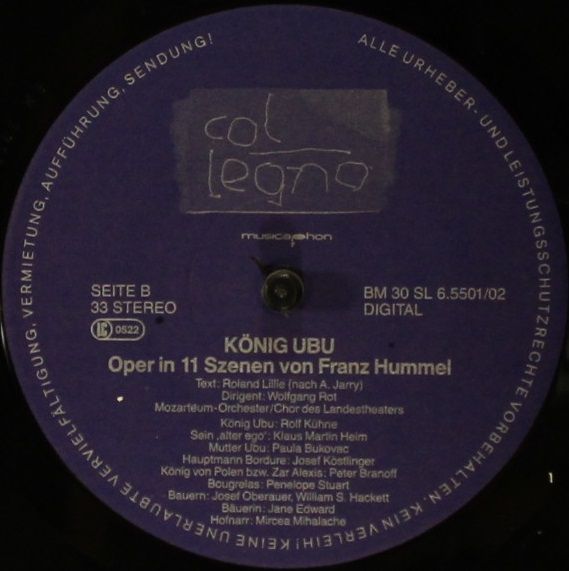 ALLE URHEBER- UND LEISTUNGSSCHUTZRECHTE VORBEHALTEN. KEIN VERLEIH! KEINE UNERLAUBTE VERVIELFÄLTIGUNG, VERMIETUNG, AUFFÜHRUNG, SENDUNG!
col
legno
musicaphon
SEITE B
33 STEREO
LC 0522
BM 30 SL 6.5501/02
DIGITAL
KÖNIG UBU
Oper in 11 Szenen von Franz Hummel
Text: Roland Lillie (nach A. Jarry)
Dirigent: Wolfgang Rot
Mozarteum-Orchester/Chor des Landestheaters
König Ubu: Rolf Kühne
Sein ‚alter ego‘: Klaus Martin Heim
Mutter Ubu: Paula Bukovac
Hauptmann Bordure: Josef Köstlinger
König von Polen bzw. Zar Alexis: Peter Branoff
Bougrelas: Penelope Stuart
Bauern: Josef Oberauer, William S. Hackett
Bäuerin: Jane Edward
Hofnarr: Mircea Mihalache